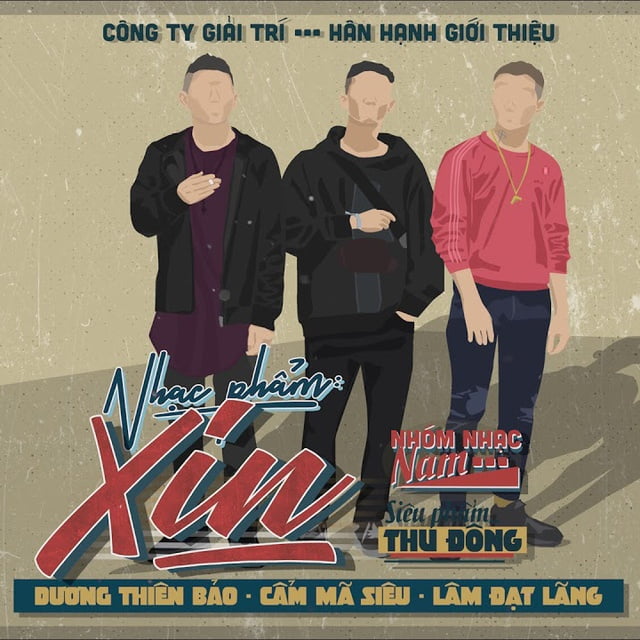 CÔNG TY GIẢI TRÍ ••• HÂN HẠNH GIỚI THIỆU
Nhạc phẩm:
Xịn
NHÓM NHẠC
Nam•••
Siêu phẩm
THU ĐÔNG
DƯƠNG THIÊN BẢO · CẨM MÃ SIÊU · LÂM ĐẠT LÃNG